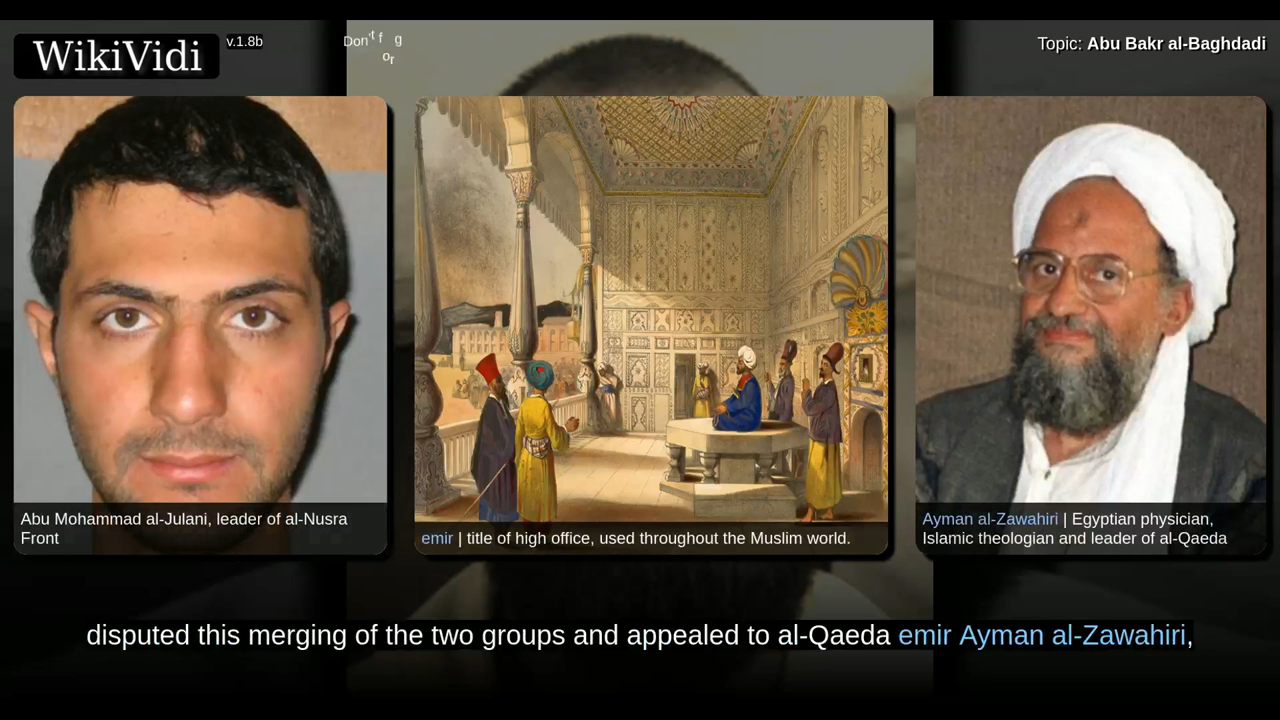 WikiVidi
v.1.8b
Don't forg
Topic: Abu Bakr al-Baghdadi
Abu Mohammad al-Julani, leader of al-Nusra
Front
emir | title of high office, used throughout the Muslim world.
Ayman al-Zawahiri | Egyptian physician,
Islamic theologian and leader of al-Qaeda
disputed this merging of the two groups and appealed to al-Qaeda emir Ayman al-Zawahiri,